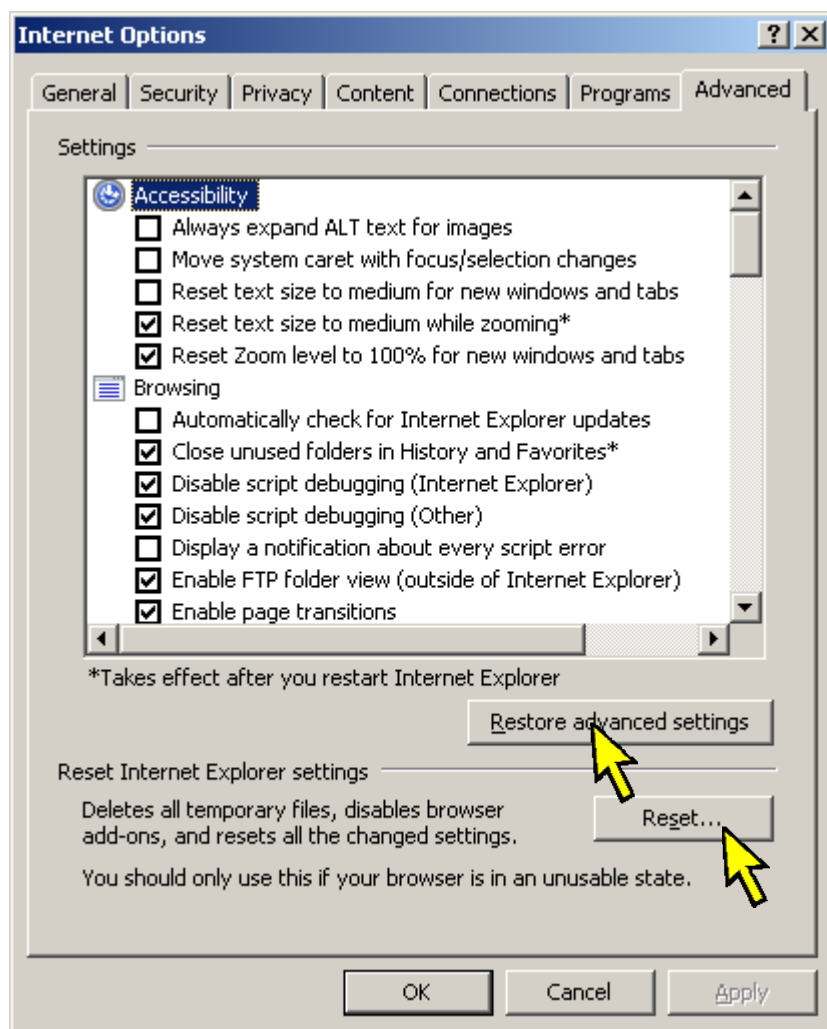 Internet Options
General Security Privacy Content Connections Programs Advanced
Settings
Accessibility
Always expand ALT text for images
Move system caret with focus/selection changes
Reset text size to medium for new windows and tabs
Reset text size to medium while zooming*
Reset Zoom level to 100% for new windows and tabs
Browsing
Automatically check for Internet Explorer updates
Close unused folders in History and Favorites*
Disable script debugging (Internet Explorer)
Disable script debugging (Other)
Display a notification about every script error
Enable FTP folder view (outside of Internet Explorer)
Enable page transitions
*Takes effect after you restart Internet Explorer
Restore advanced settings
Reset Internet Explorer settings
Deletes all temporary files, disables browser
add-ons, and resets all the changed settings.
Reset...
You should only use this if your browser is in an unusable state.
OK Cancel Apply